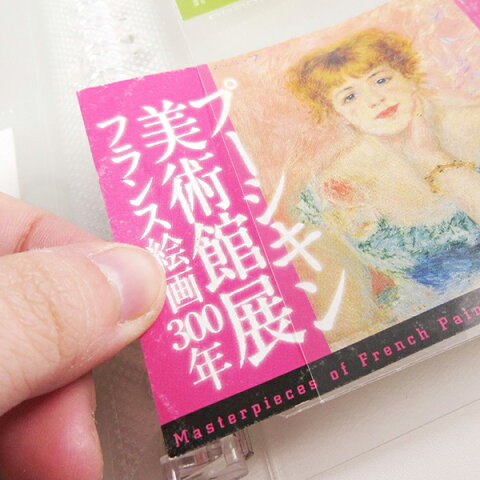 プーシキン
美術館展
フランス絵画300年
Masterpieces of French Pain